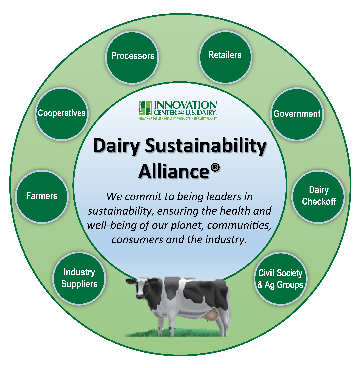 Processors
Retailers
Cooperatives
Government
INNOVATION
CENTER FOR U.S. DAIRY
Dairy Sustainability
Alliance®
We commit to being leaders in
sustainability, ensuring the health and
well-being of our planet, communities,
consumers and the industry.
Farmers
Dairy
Checkoff
Industry
Suppliers
Civil Society
& Ag Groups